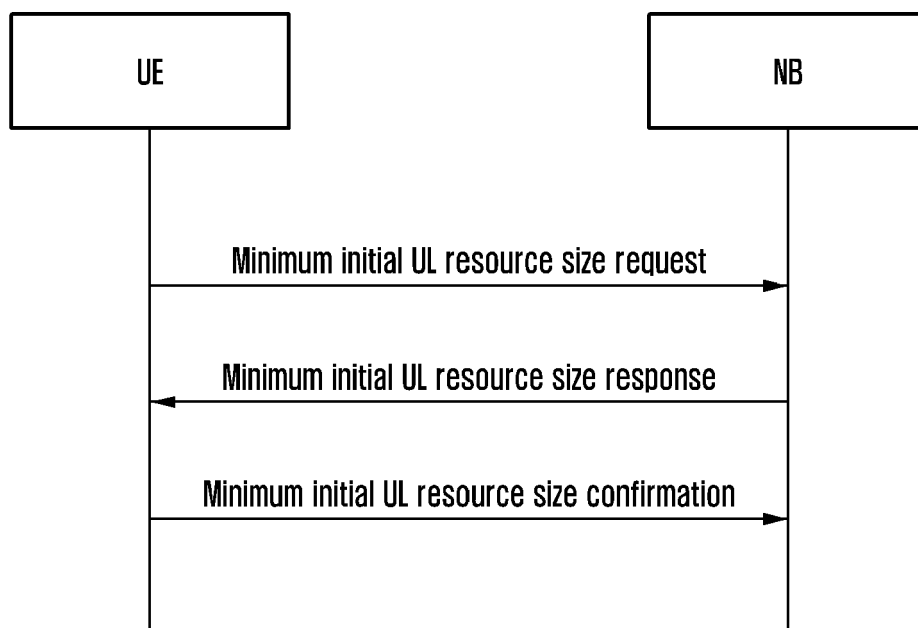 UE
NB
Minimum initial UL resource size request
Minimum initial UL resource size response
Minimum initial UL resource size confirmation